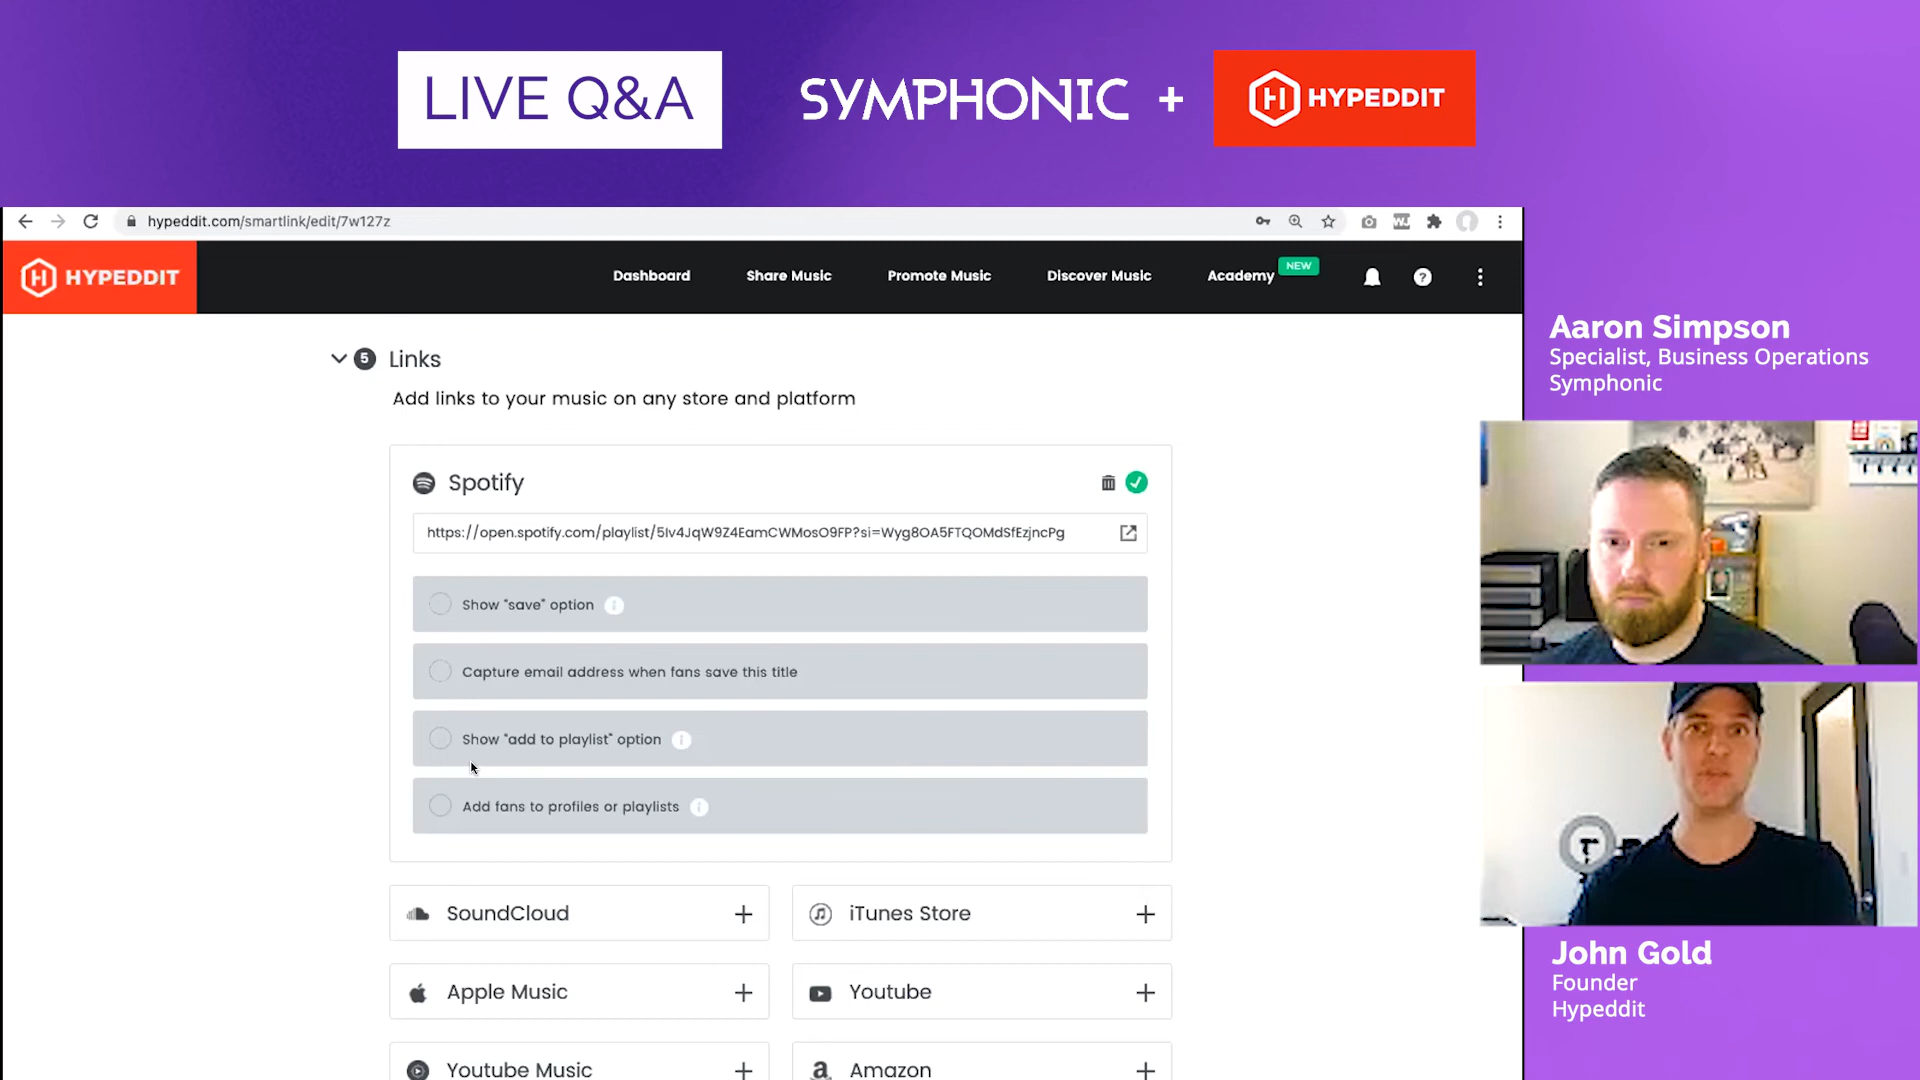 LIVE Q&A
SYMPHONIC + HYPEDDIT
hypeddit.com/smartlink/edit/7w127z
HYPEDDIT
Dashboard
Share Music
Promote Music
Discover Music
Academy
NEW
5 Links
Add links to your music on any store and platform
Spotify
https://open.spotify.com/playlist/5Iv4JqW9Z4EamCWMosO9FP?si=Wyg8OA5FTQOMdSfEzjncPg
Show "save" option
Capture email address when fans save this title
Show "add to playlist" option
Add fans to profiles or playlists
SoundCloud
iTunes Store
Apple Music
Youtube
Youtube Music
Amazon
Aaron Simpson
Specialist, Business Operations
Symphonic
John Gold
Founder
Hypeddit